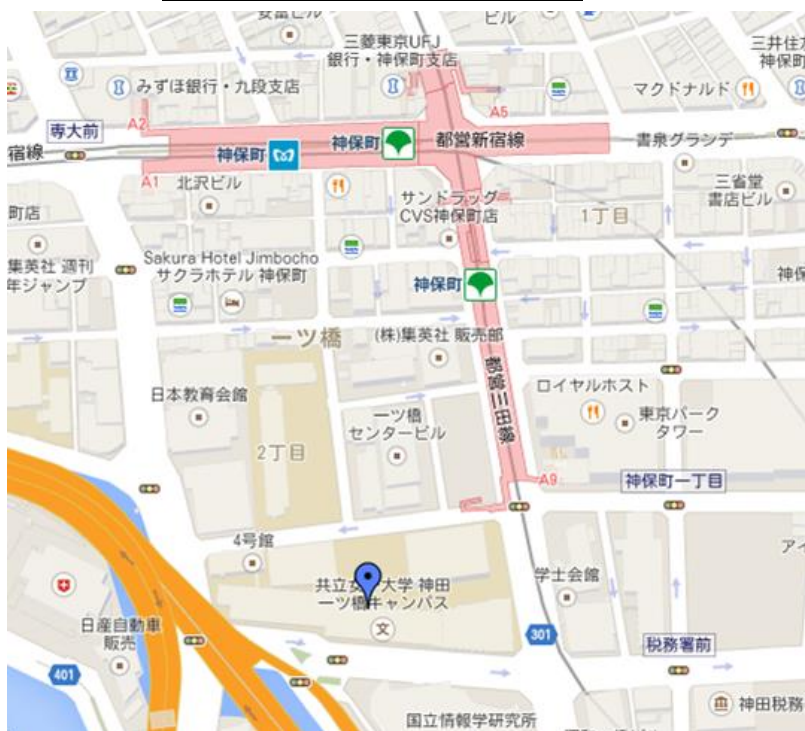 安富ビル
ビル
三菱東京UFJ
銀行・神保町支店
三井住
神保町
みずほ銀行・九段支店
マクドナルド
A5
A2
専大前
宿線
神保町
神保町
都営新宿線
書泉グランデ
A1
北沢ビル
サンドラッグ
CVS神保町店
三省堂
書店ビル
町店
1丁目
集英社 週刊
年ジャンプ
Sakura Hotel Jimbocho
サクラホテル 神保町
神保町
神保
一ツ橋
(株)集英社 販売部
都営三田線
日本教育会館
ロイヤルホスト
一ツ橋
センタービル
東京パーク
タワー
2丁目
A9
神保町一丁目
4号館
アイ
共立女 大学 神田
一ツ橋キャンパス
文
学士会館
日産自動車
販売
301
税務署前
401
神田税務
国立情報学研究所